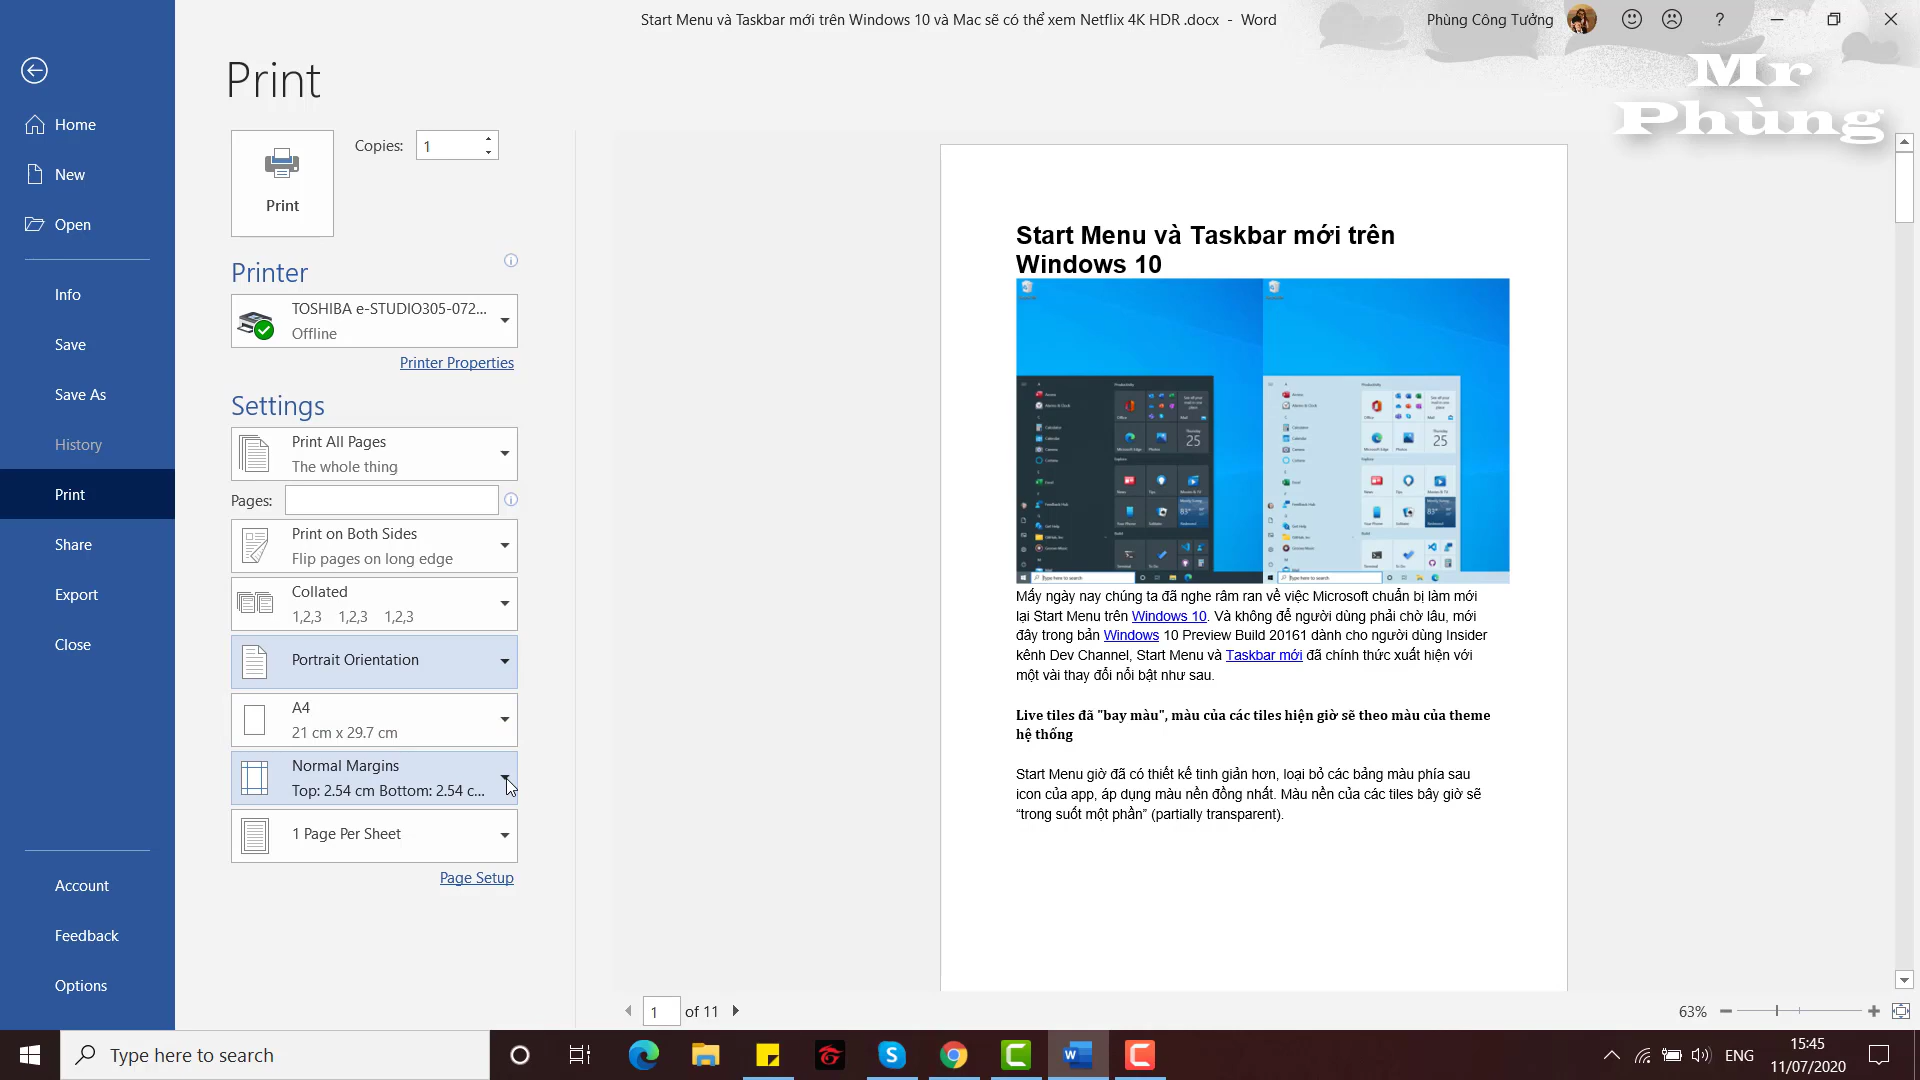 Start Menu và Taskbar mới trên Windows 10 và Mac sẽ có thể xem Netflix 4K HDR .docx - Word
Phùng Công Tưởng
?
Mr
Phùng
Home
New
Open
Info
Save
Save As
History
Print
Share
Export
Close
Account
Feedback
Options
Print
Print
Copies:
1
Printer
TOSHIBA e-STUDIO305-072...
Offline
Printer Properties
Settings
Print All Pages
The whole thing
Pages:
Print on Both Sides
Flip pages on long edge
Collated
1,2,3 1,2,3 1,2,3
Portrait Orientation
A4
21 cm x 29.7 cm
Normal Margins
Top: 2.54 cm Bottom: 2.54 c...
1 Page Per Sheet
Page Setup
Start Menu và Taskbar mới trên
Windows 10
Mấy ngày nay chúng ta đã nghe râm ran về việc Microsoft chuẩn bị làm mới
lại Start Menu trên Windows 10. Và không để người dùng phải chờ lâu, mới
đây trong bản Windows 10 Preview Build 20161 dành cho người dùng Insider
kênh Dev Channel, Start Menu và Taskbar mới đã chính thức xuất hiện với
một vài thay đổi nổi bật như sau.
Live tiles đã "bay màu", màu của các tiles hiện giờ sẽ theo màu của theme
hệ thống
Start Menu giờ đã có thiết kế tinh giản hơn, loại bỏ các bảng màu phía sau
icon của app, áp dụng màu nền đồng nhất. Màu nền của các tiles bây giờ sẽ
“trong suốt một phần” (partially transparent).
1 of 11
63%
Type here to search
ENG
15:45
11/07/2020